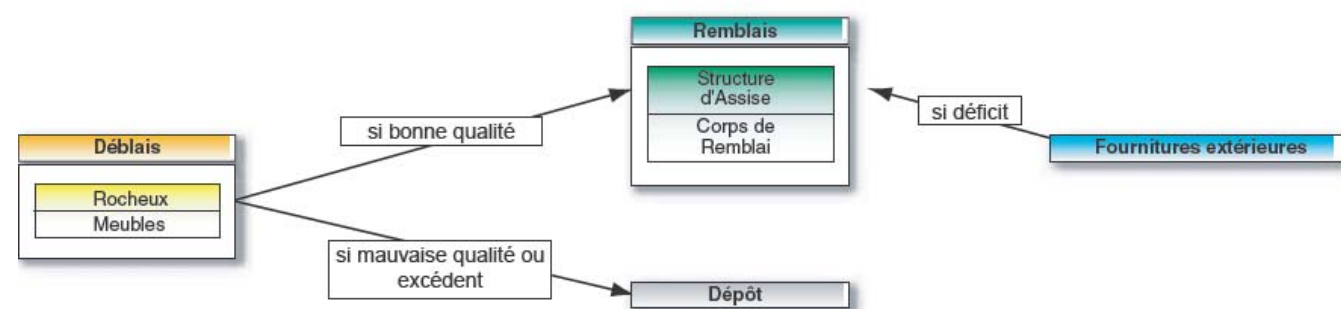 Remblais
Structure
d'Assise
Corps de
Remblai
si bonne qualité
si déficit
Fournitures extérieures
Déblais
Rocheux
Meubles
si mauvaise qualité ou
excédent
Dépôt